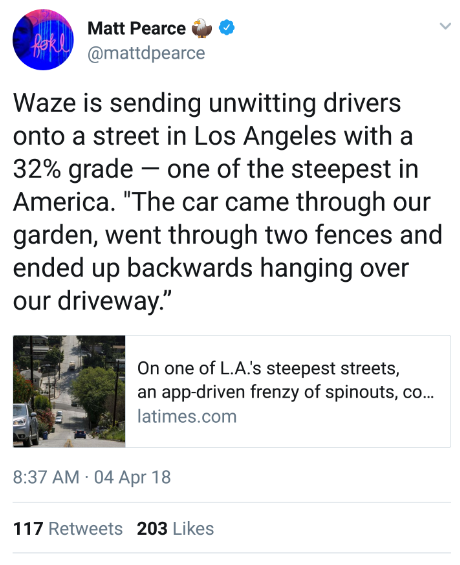 Matt Pearce
@mattdpearce
Waze is sending unwitting drivers
onto a street in Los Angeles with a
32% grade — one of the steepest in
America. "The car came through our
garden, went through two fences and
ended up backwards hanging over
our driveway.”
On one of L.A.'s steepest streets,
an app-driven frenzy of spinouts, co...
latimes.com
8:37 AM · 04 Apr 18
117 Retweets 203 Likes